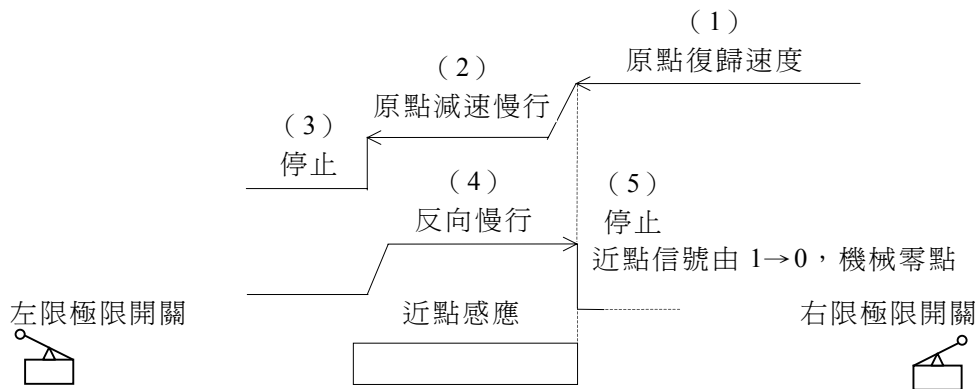 （1）
原點復歸速度
（2）
原點減速慢行
（3）
停止
（4）
反向慢行
（5）
停止
近點信號由 1→0，機械零點
左限極限開關
近點感應
右限極限開關